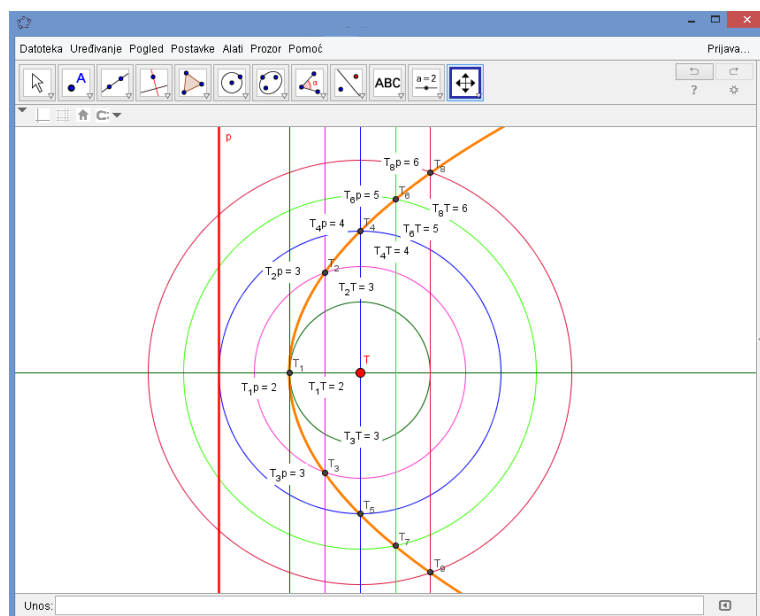 Datoteka Uređivanje Pogled Postavke Alati Prozor Pomoć Prijava...
A α ABC a=2
?
p
T₈p = 6 T₈
T₆p = 5 T₆ T₈T = 6
T₄p = 4 T₄ T₆T = 5
T₄T = 4
T₂p = 3 T₂
T₂T = 3
T₁ T
T₁p = 2 T₁T = 2
T₃T = 3
T₃p = 3 T₃
T₅
T₇
T₉
Unos: